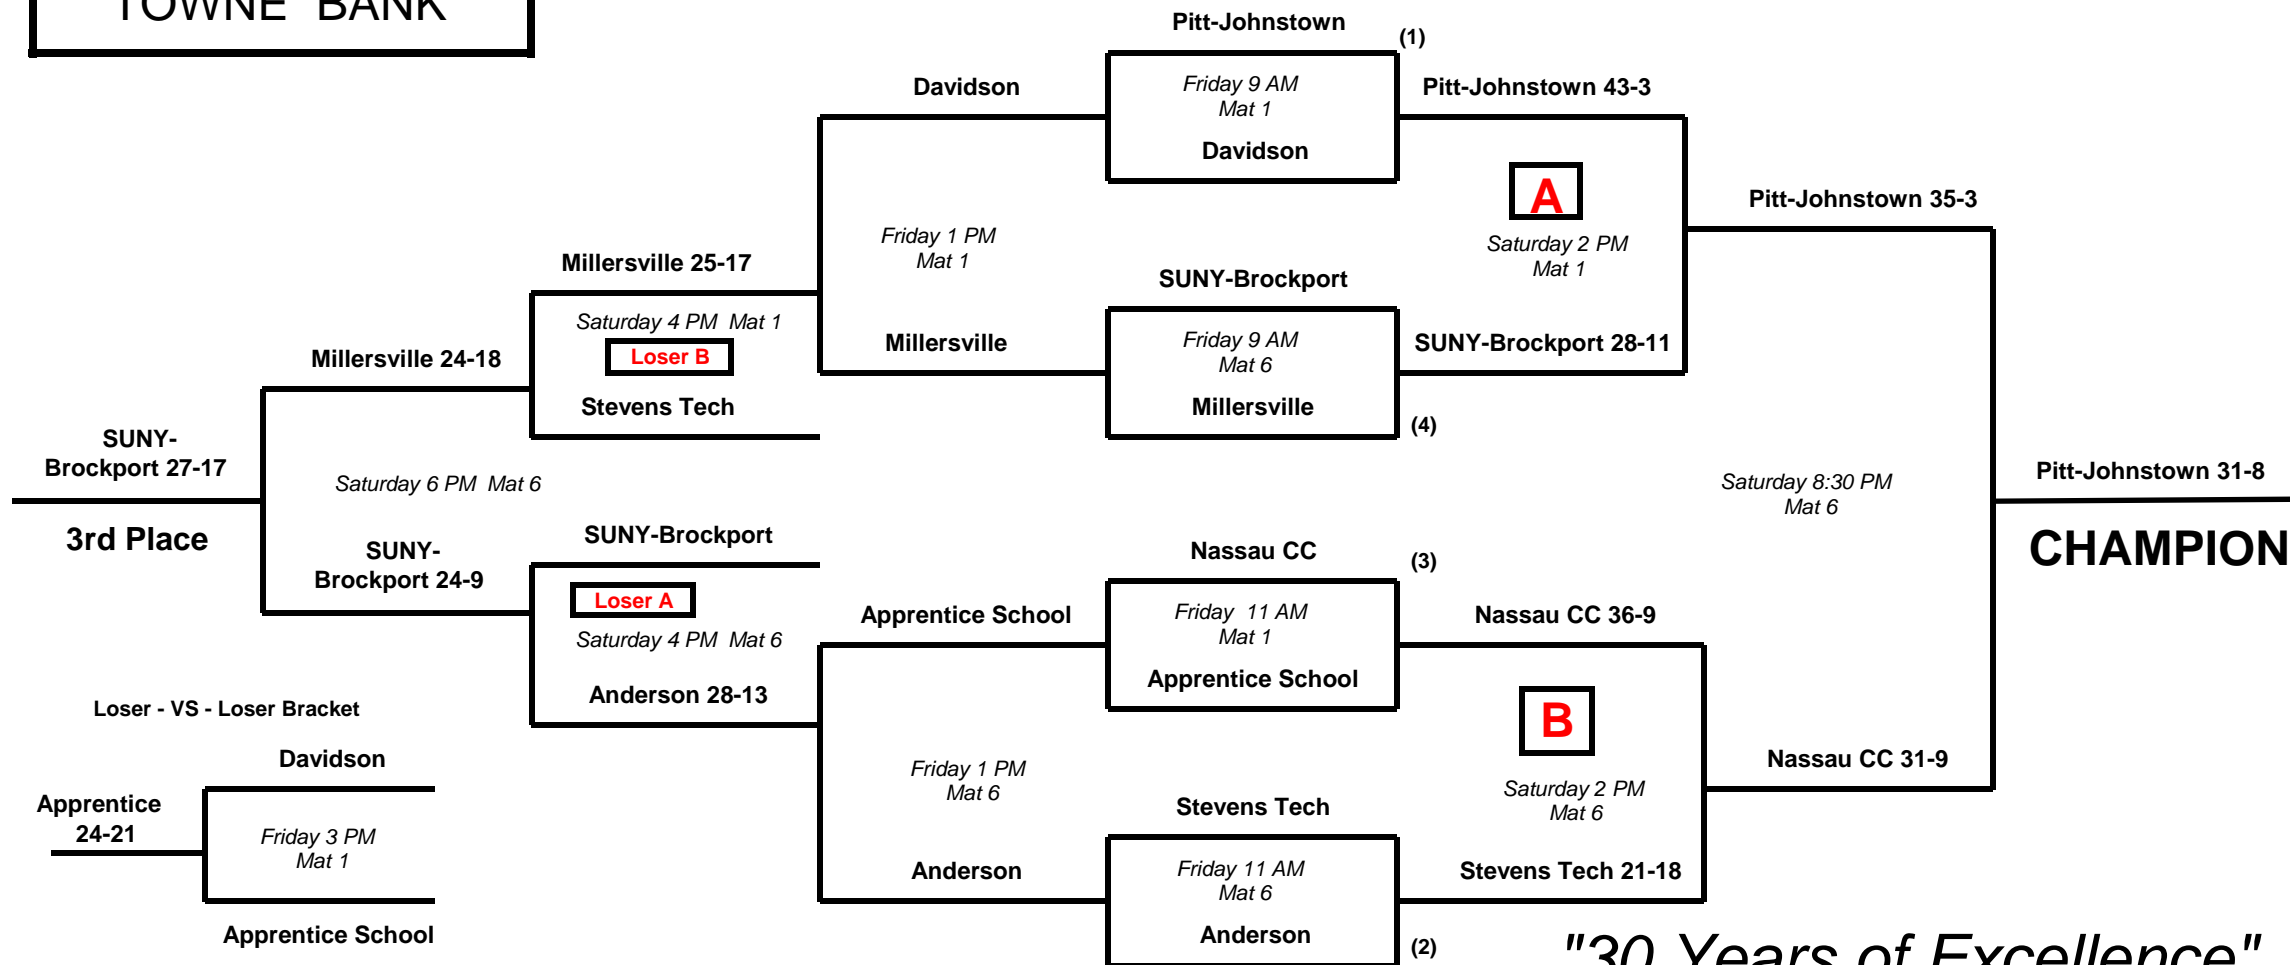 TOWNE BANK
Pitt-Johnstown
(1)
Davidson
Friday 9 AM
Mat 1
Pitt-Johnstown 43-3
Davidson
A
Pitt-Johnstown 35-3
Friday 1 PM
Mat 1
Saturday 2 PM
Mat 1
Millersville 25-17
SUNY-Brockport
Saturday 4 PM Mat 1
Loser B
Millersville
Friday 9 AM
Mat 6
SUNY-Brockport 28-11
Millersville 24-18
Stevens Tech
Millersville
(4)
SUNY-
Brockport 27-17
Saturday 6 PM Mat 6
Saturday 8:30 PM
Mat 6
Pitt-Johnstown 31-8
3rd Place
SUNY-
Brockport 24-9
SUNY-Brockport
Nassau CC
(3)
CHAMPION
Loser A
Saturday 4 PM Mat 6
Apprentice School
Friday 11 AM
Mat 1
Nassau CC 36-9
Apprentice School
Anderson 28-13
B
Loser - VS - Loser Bracket
Davidson
Nassau CC 31-9
Friday 1 PM
Mat 6
Saturday 2 PM
Mat 6
Apprentice
24-21
Friday 3 PM
Mat 1
Stevens Tech
Anderson
Friday 11 AM
Mat 6
Stevens Tech 21-18
Apprentice School
Anderson
(2)
"30 Years of Excellence"